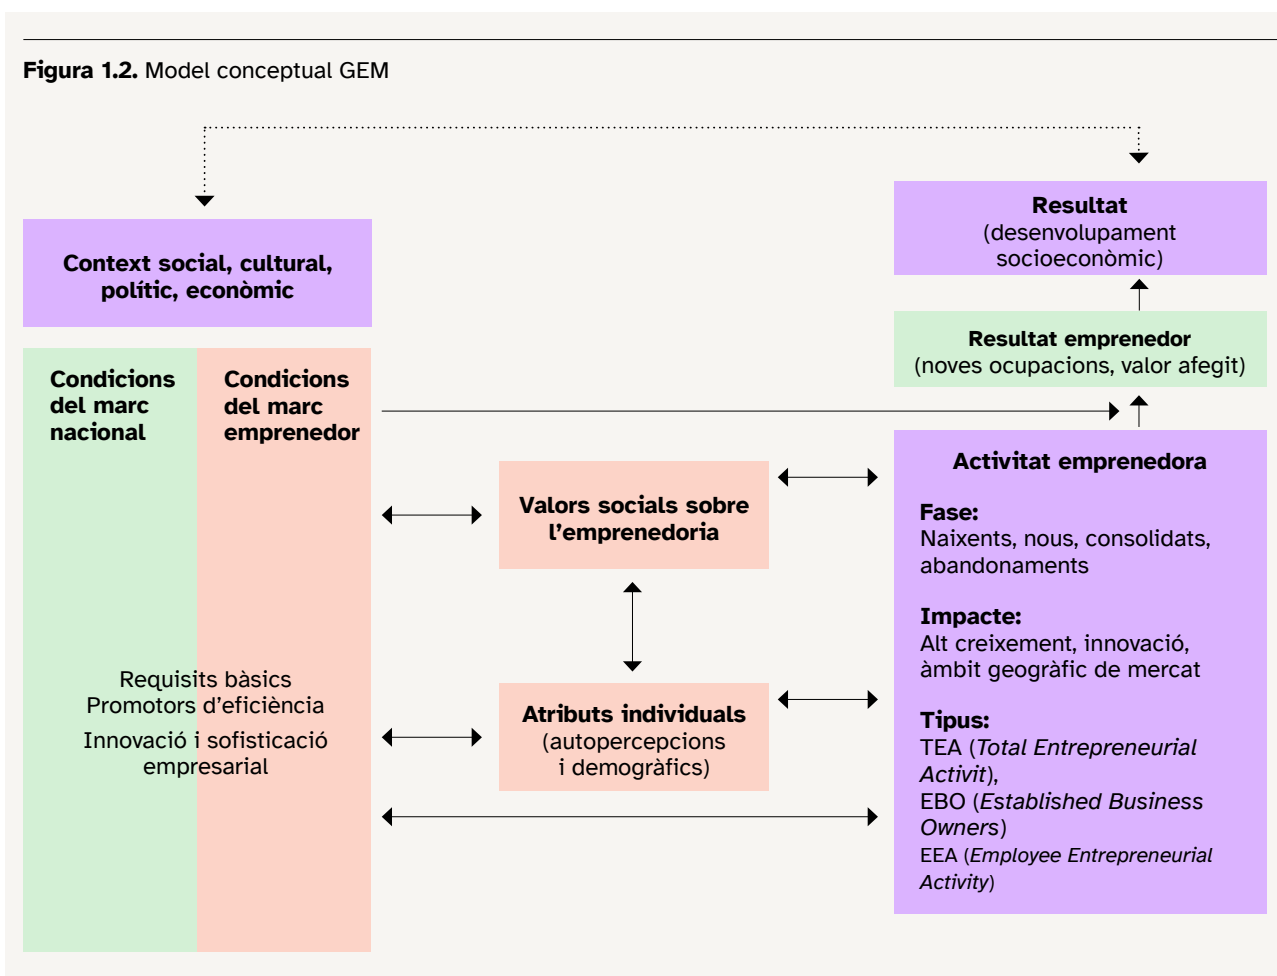 Figura 1.2. Model conceptual GEM
Context social, cultural,
polític, econòmic
Condicions
del marc
nacional
Condicions
del marc
emprenedor
Requisits bàsics
Promotors d'eficiència
Innovació i sofisticació
empresarial
Valors socials sobre
l'emprenedoria
Atributs individuals
(autopercepcions
i demogràfics)
Resultat
(desenvolupament
socioeconòmic)
Resultat emprenedor
(noves ocupacions, valor afegit)
Activitat emprenedora
Fase:
Naixents, nous, consolidats,
abandonaments
Impacte:
Alt creixement, innovació,
àmbit geogràfic de mercat
Tipus:
TEA (Total Entrepreneurial
Activit),
EBO (Established Business
Owners)
EEA (Employee Entrepreneurial
Activity)